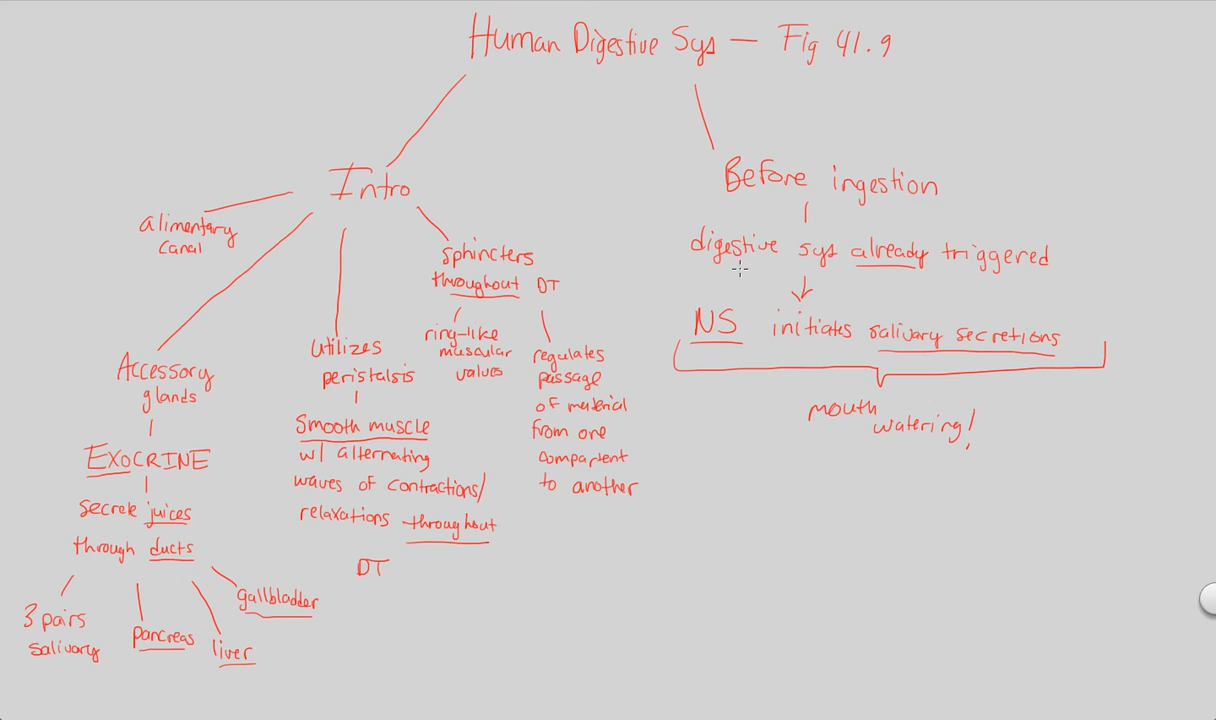 Human Digestive Sys — Fig 41.9
Intro
alimentary
canal
Accessory
glands
EXOCRINE
secrete juices
through ducts
3 pairs
salivary
pancreas
liver
gallbladder
utilizes
peristalsis
Smooth muscle
w/ alternating
waves of contractions/
relaxations throughout
DT
Sphincters
throughout DT
ring-like
muscular
valves
regulates
passage
of material
from one
compartent
to another
Before ingestion
digestive sys already triggered
NS initiates salivary secretions
mouth
watering!